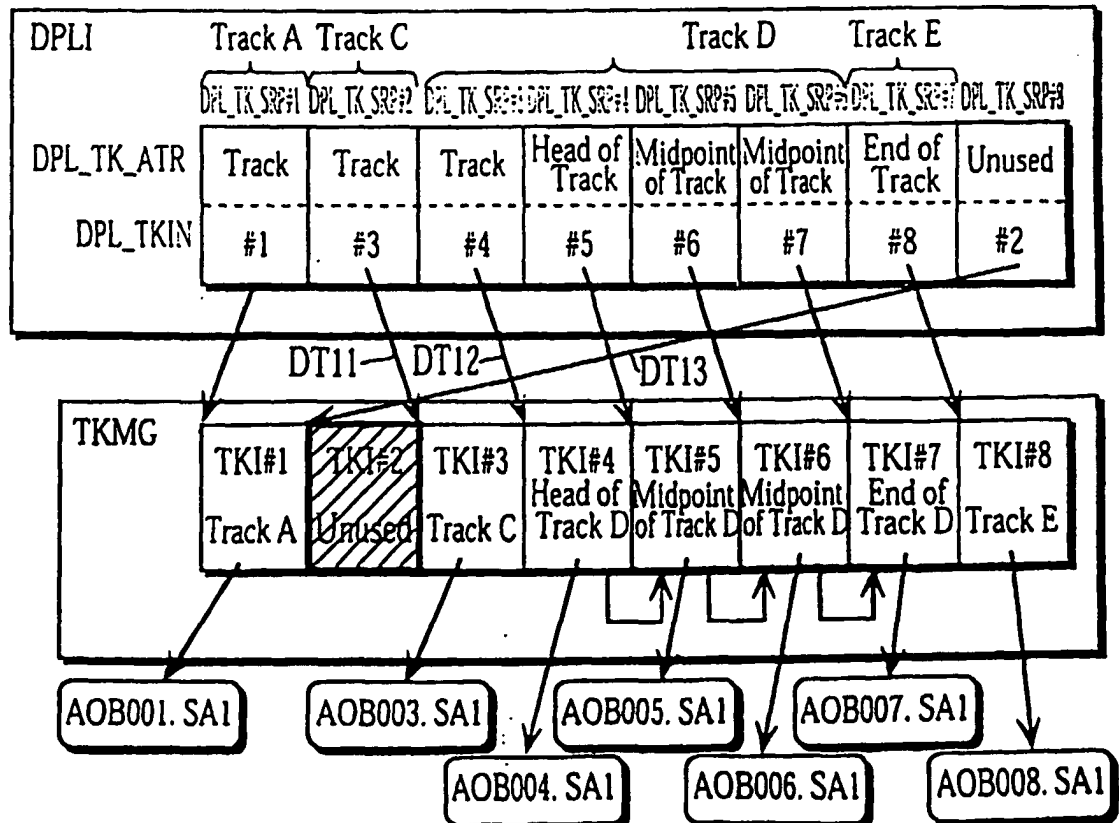 DPLI Track A Track C Track D Track E
DPL_TK_SRP#1 DPL_TK_SRP#2 DPL_TK_SRP#4 DPL_TK_SRP#5 DPL_TK_SRP#8
DPL_TK_ATR Track Track Track Head of Track Midpoint of Track Midpoint of Track End of Track Unused
DPL_TKIN #1 #3 #4 #5 #6 #7 #8 #2
DT11 DT12 DT13
TKMG
TKI#1 TKI#2 TKI#3 TKI#4 TKI#5 TKI#6 TKI#7 TKI#8
Track A Unused Track C Head of Track D Midpoint of Track D Midpoint of Track D End of Track D Track E
AOB001. SA1 AOB003. SA1 AOB005. SA1 AOB007. SA1
AOB004. SA1 AOB006. SA1 AOB008. SA1